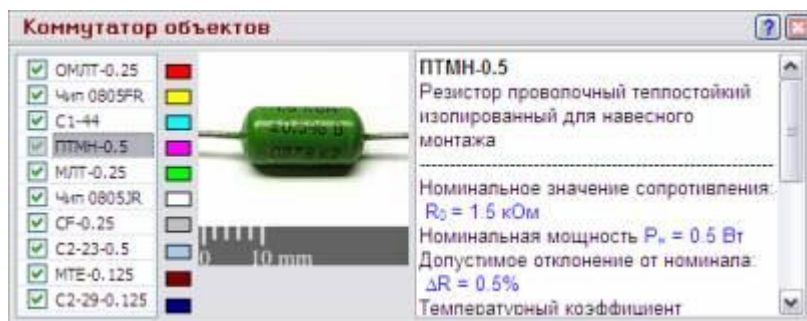 Коммутатор объектов
ОМЛТ-0.25
Чип 0805FR
С1-44
ПТМН-0.5
МЛТ-0.25
Чип 0805JR
CF-0.25
С2-23-0.5
МТЕ-0.125
С2-29-0.125
±0.5% В
0 10 mm
ПТМН-0.5
Резистор проволочный теплостойкий
изолированный для навесного
монтажа
Номинальное значение сопротивления:
R₀ = 1.5 кОм
Номинальная мощность Pₙ = 0.5 Вт
Допустимое отклонение от номинала:
ΔR = 0.5%
Температурный коэффициент